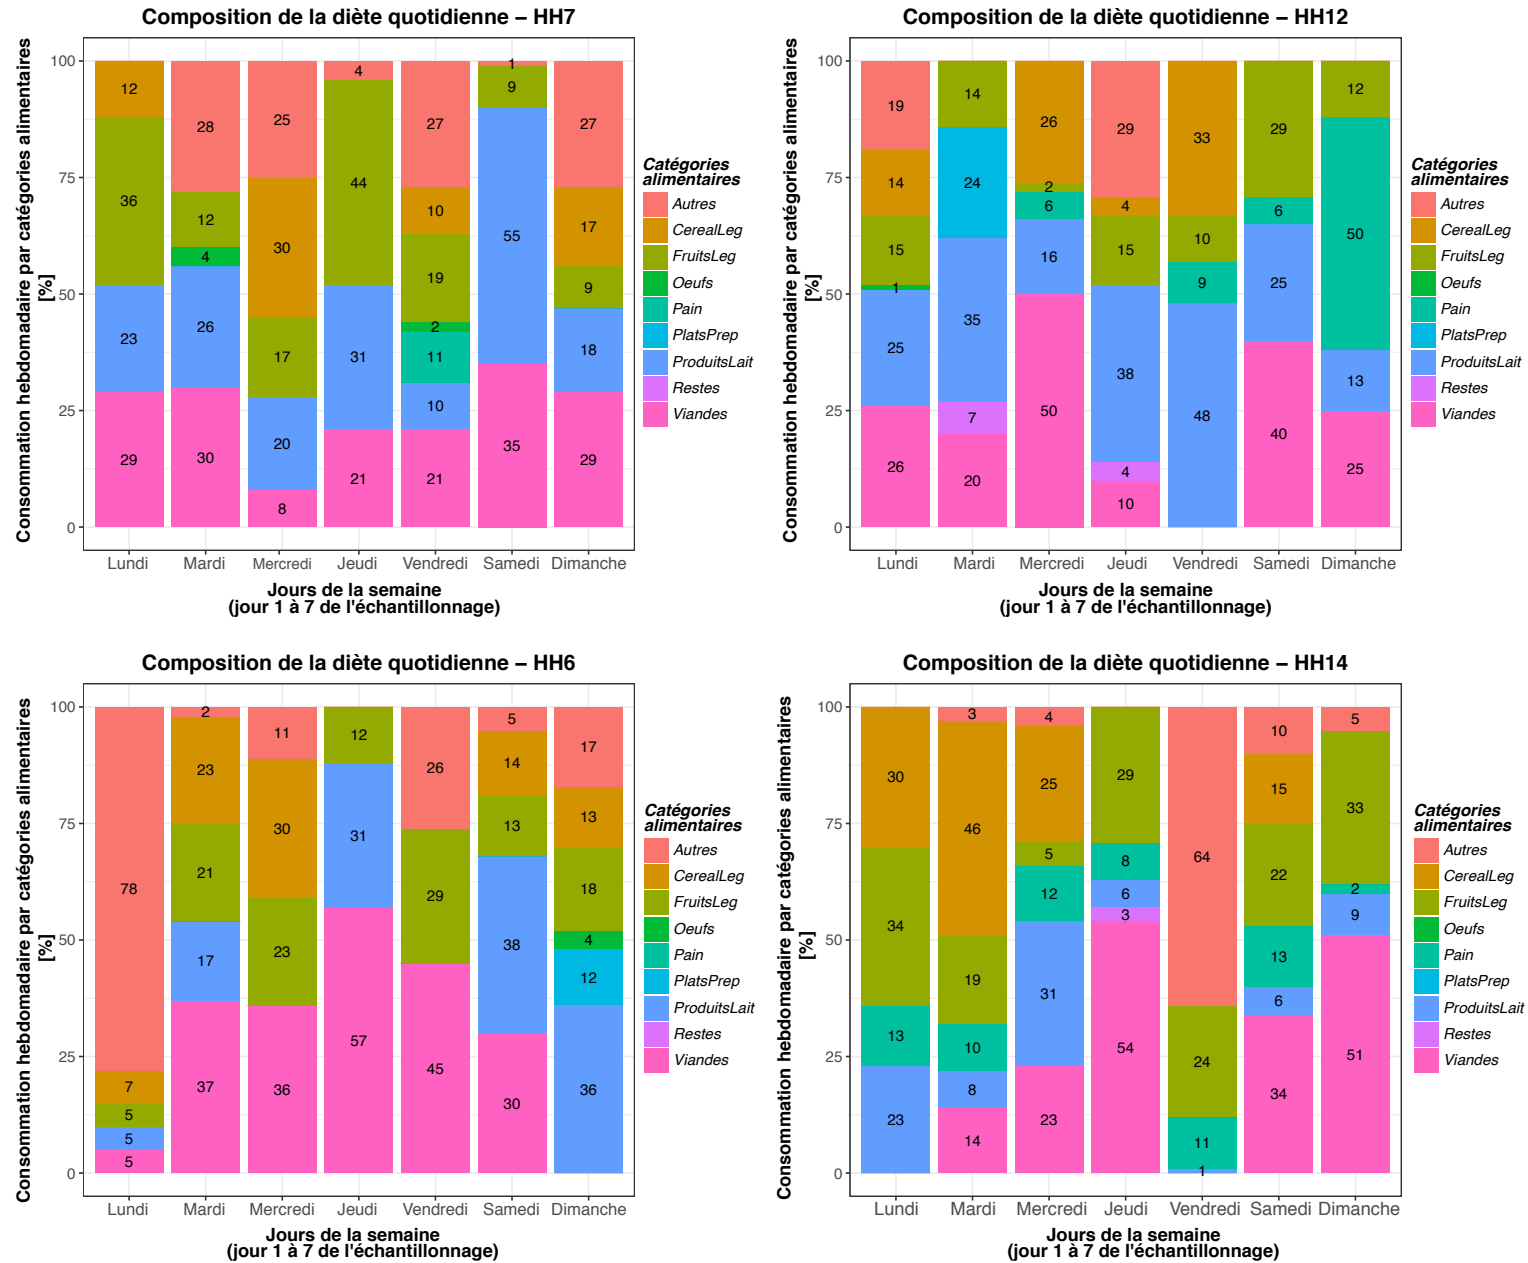 Composition de la diète quotidienne – HH7
Consommation hebdomadaire par catégories alimentaires
[%]
100
75
50
25
0
12
36
23
29
28
12
4
26
30
25
30
17
20
8
4
44
31
21
27
10
19
2
11
10
21
1
9
55
35
27
17
9
18
29
Lundi
Mardi
Mercredi
Jeudi
Vendredi
Samedi
Dimanche
Jours de la semaine
(jour 1 à 7 de l'échantillonnage)
Catégories
alimentaires
Autres
CerealLeg
FruitsLeg
Oeufs
Pain
PlatsPrep
ProduitsLait
Restes
Viandes
Composition de la diète quotidienne – HH12
Consommation hebdomadaire par catégories alimentaires
[%]
100
75
50
25
0
19
14
15
1
25
26
14
24
35
7
20
26
2
6
16
50
29
4
15
38
4
10
33
10
9
48
29
6
25
40
12
50
13
25
Lundi
Mardi
Mercredi
Jeudi
Vendredi
Samedi
Dimanche
Jours de la semaine
(jour 1 à 7 de l'échantillonnage)
Catégories
alimentaires
Autres
CerealLeg
FruitsLeg
Oeufs
Pain
PlatsPrep
ProduitsLait
Restes
Viandes
Composition de la diète quotidienne – HH6
Consommation hebdomadaire par catégories alimentaires
[%]
100
75
50
25
0
78
7
5
5
5
2
23
21
17
37
11
30
23
36
12
31
57
26
29
45
5
14
13
38
30
17
13
18
4
12
36
Lundi
Mardi
Mercredi
Jeudi
Vendredi
Samedi
Dimanche
Jours de la semaine
(jour 1 à 7 de l'échantillonnage)
Catégories
alimentaires
Autres
CerealLeg
FruitsLeg
Oeufs
Pain
PlatsPrep
ProduitsLait
Restes
Viandes
Composition de la diète quotidienne – HH14
Consommation hebdomadaire par catégories alimentaires
[%]
100
75
50
25
0
30
34
13
23
3
46
19
10
8
14
4
25
5
12
31
23
29
8
6
3
54
64
24
11
1
10
15
22
13
6
34
5
33
2
9
51
Lundi
Mardi
Mercredi
Jeudi
Vendredi
Samedi
Dimanche
Jours de la semaine
(jour 1 à 7 de l'échantillonnage)
Catégories
alimentaires
Autres
CerealLeg
FruitsLeg
Oeufs
Pain
PlatsPrep
ProduitsLait
Restes
Viandes